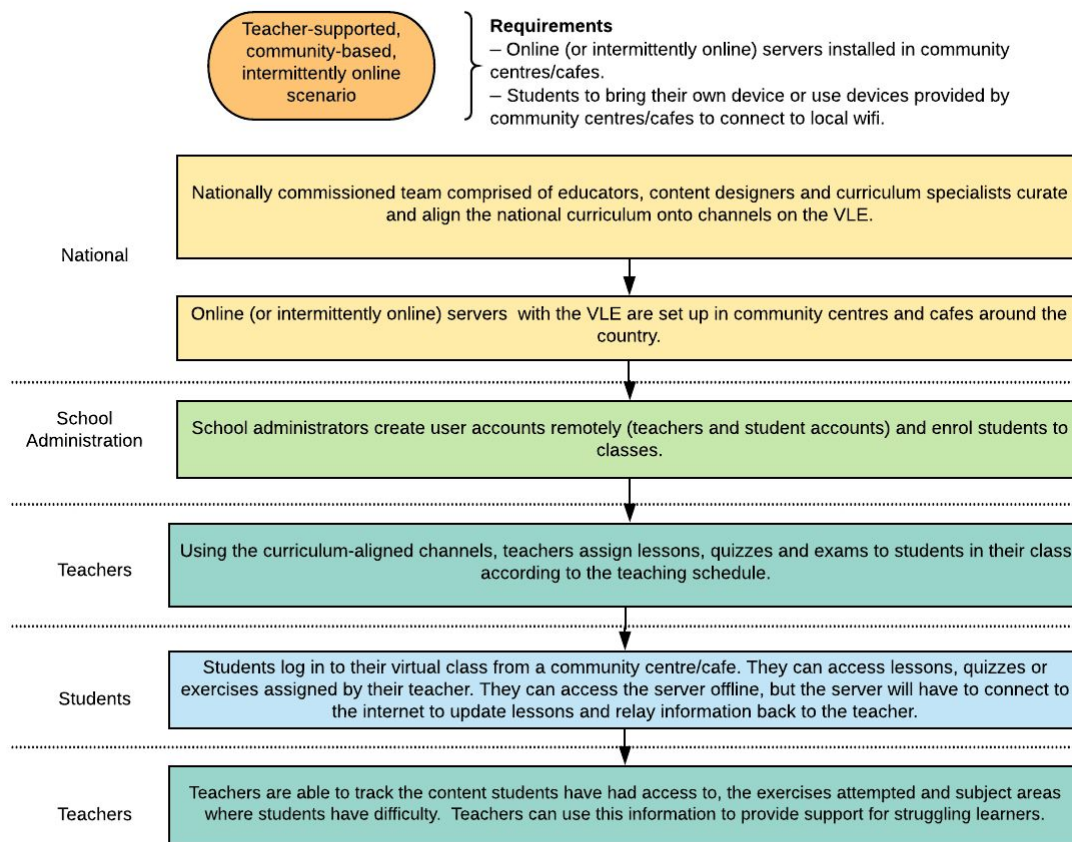 Teacher-supported,
community-based,
intermittently online
scenario
Requirements
– Online (or intermittently online) servers installed in community
centres/cafes.
– Students to bring their own device or use devices provided by
community centres/cafes to connect to local wifi.
National
Nationally commissioned team comprised of educators, content designers and curriculum specialists curate
and align the national curriculum onto channels on the VLE.
Online (or intermittently online) servers with the VLE are set up in community centres and cafes around the
country.
School
Administration
School administrators create user accounts remotely (teachers and student accounts) and enrol students to
classes.
Teachers
Using the curriculum-aligned channels, teachers assign lessons, quizzes and exams to students in their class
according to the teaching schedule.
Students
Students log in to their virtual class from a community centre/cafe. They can access lessons, quizzes or
exercises assigned by their teacher. They can access the server offline, but the server will have to connect to
the internet to update lessons and relay information back to the teacher.
Teachers
Teachers are able to track the content students have had access to, the exercises attempted and subject areas
where students have difficulty. Teachers can use this information to provide support for struggling learners.